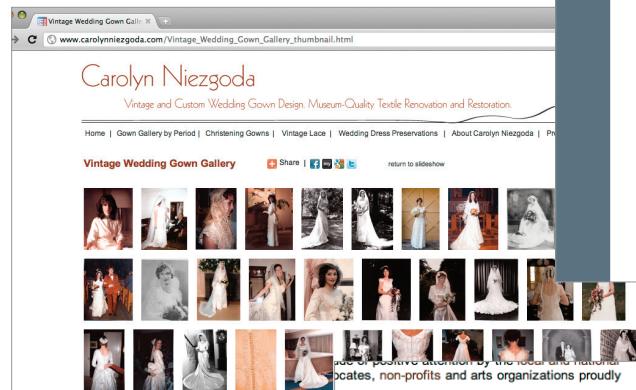 Vintage Wedding Gown Galle
www.carolynniezgoda.com/Vintage_Wedding_Gown_Gallery_thumbnail.html
Carolyn Niezgoda
Vintage and Custom Wedding Gown Design. Museum-Quality Textile Renovation and Restoration.
Home | Gown Gallery by Period | Christening Gowns | Vintage Lace | Wedding Dress Preservations | About Carolyn Niezgoda |
Vintage Wedding Gown Gallery Share | return to slideshow
of positive attention by the local and national
ocates, non-profits and arts organizations proudly